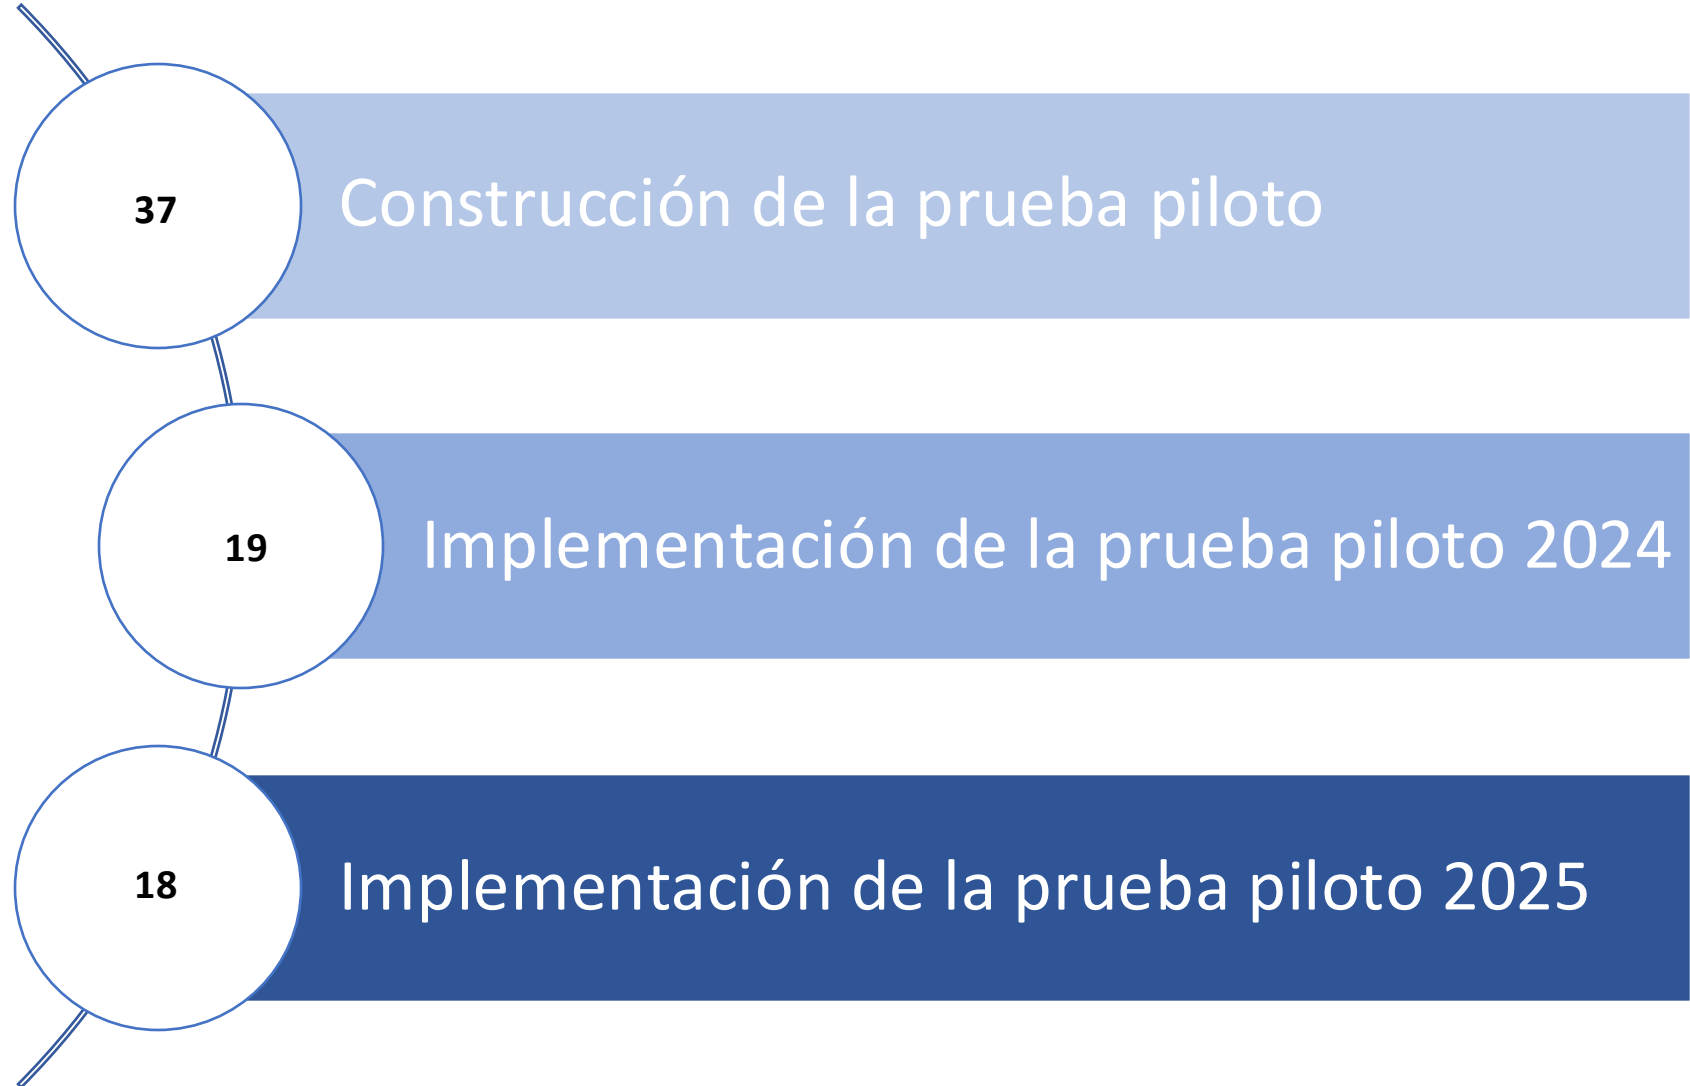 37
Construcción de la prueba piloto
19
Implementación de la prueba piloto 2024
18
Implementación de la prueba piloto 2025